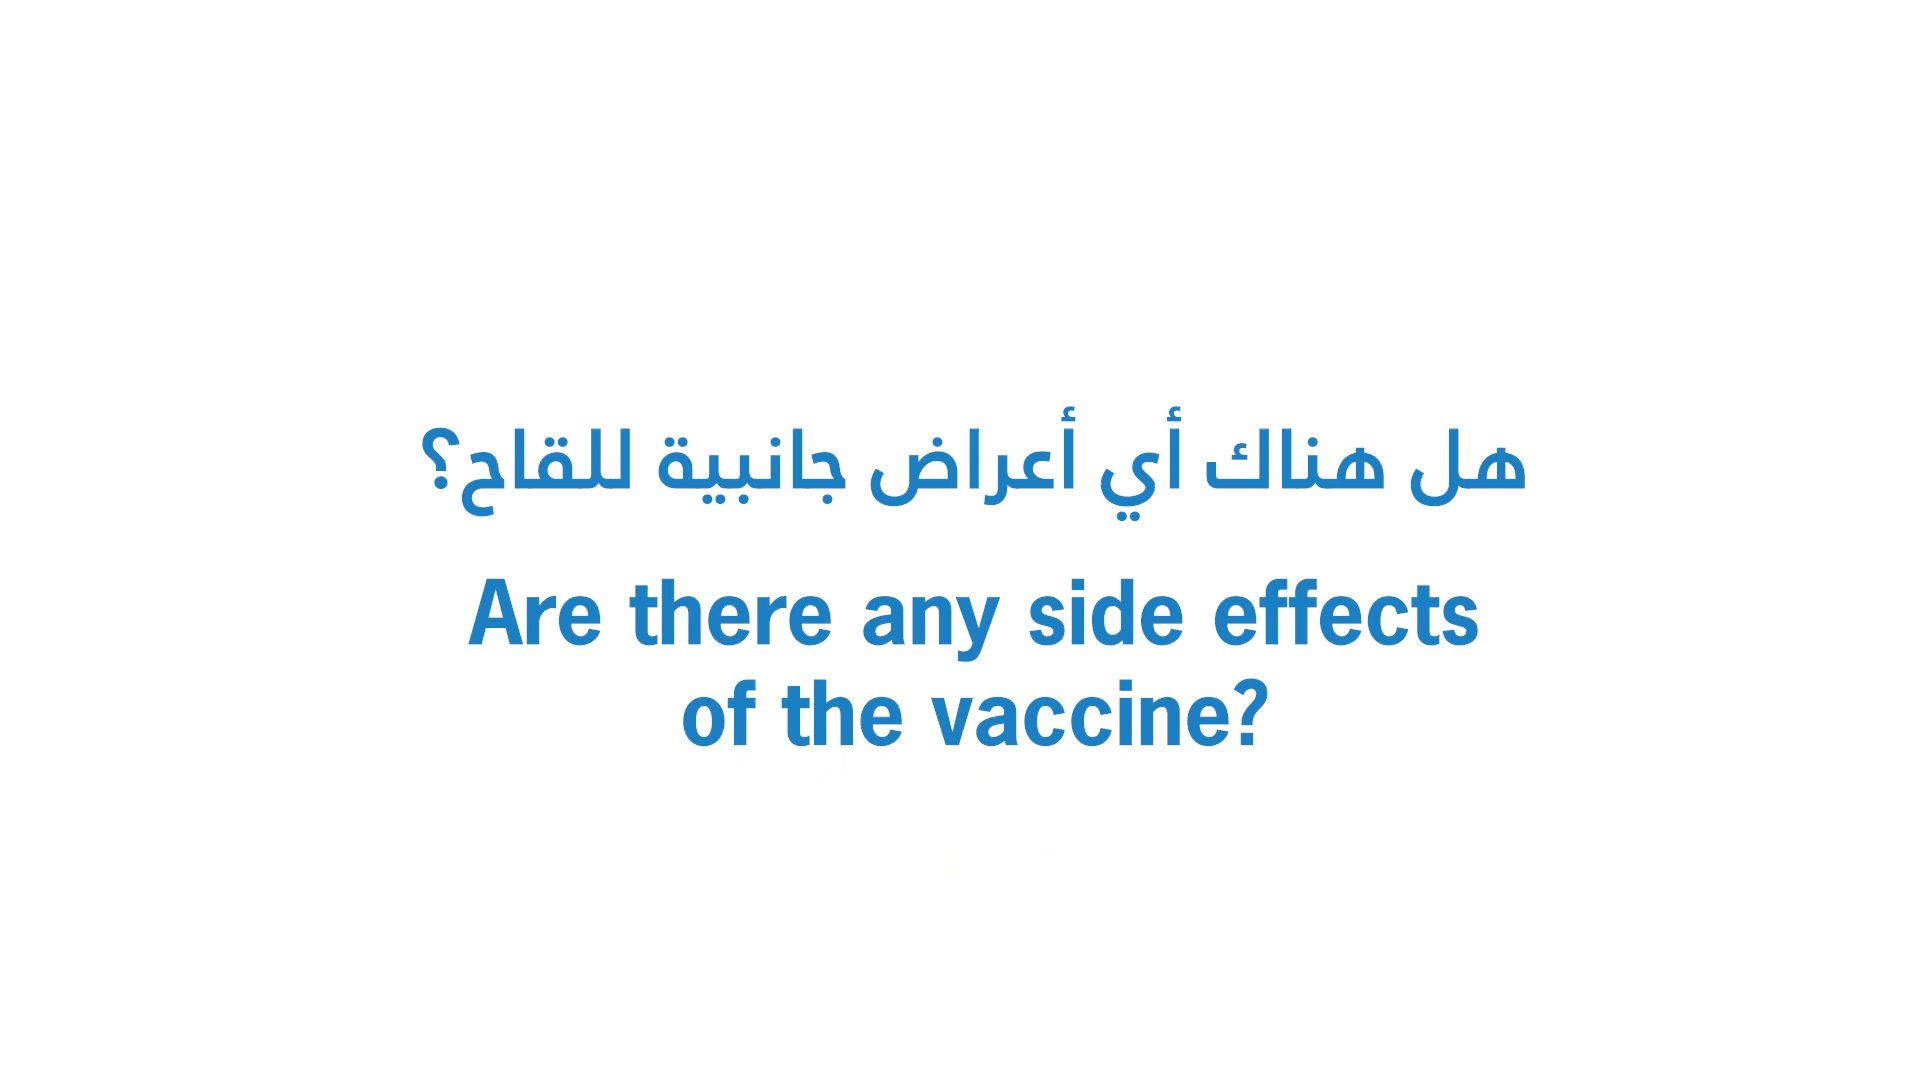 هل هناك أي أعراض جانبية للقاح؟
Are there any side effects
of the vaccine?